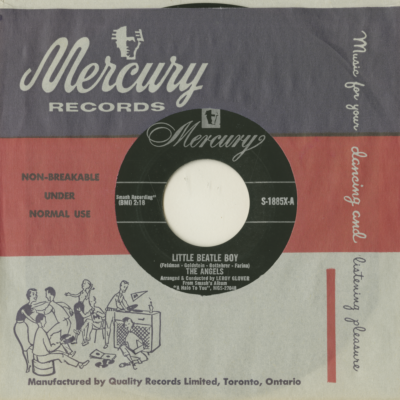 Mercury
RECORDS
Music for your dancing and listening pleasure
NON-BREAKABLE
UNDER
NORMAL USE
Mercury
Smash Recording
(BMI) 2:16
S-1885X-A
LITTLE BEATLE BOY
(Feldman - Goldstein - Gottehrer - Farina)
THE ANGELS
Arranged & Conducted by LEROY GLOVER
From Smash's Album
"A Halo To You",
Manufactured by Quality Records Limited, Toronto, Ontario